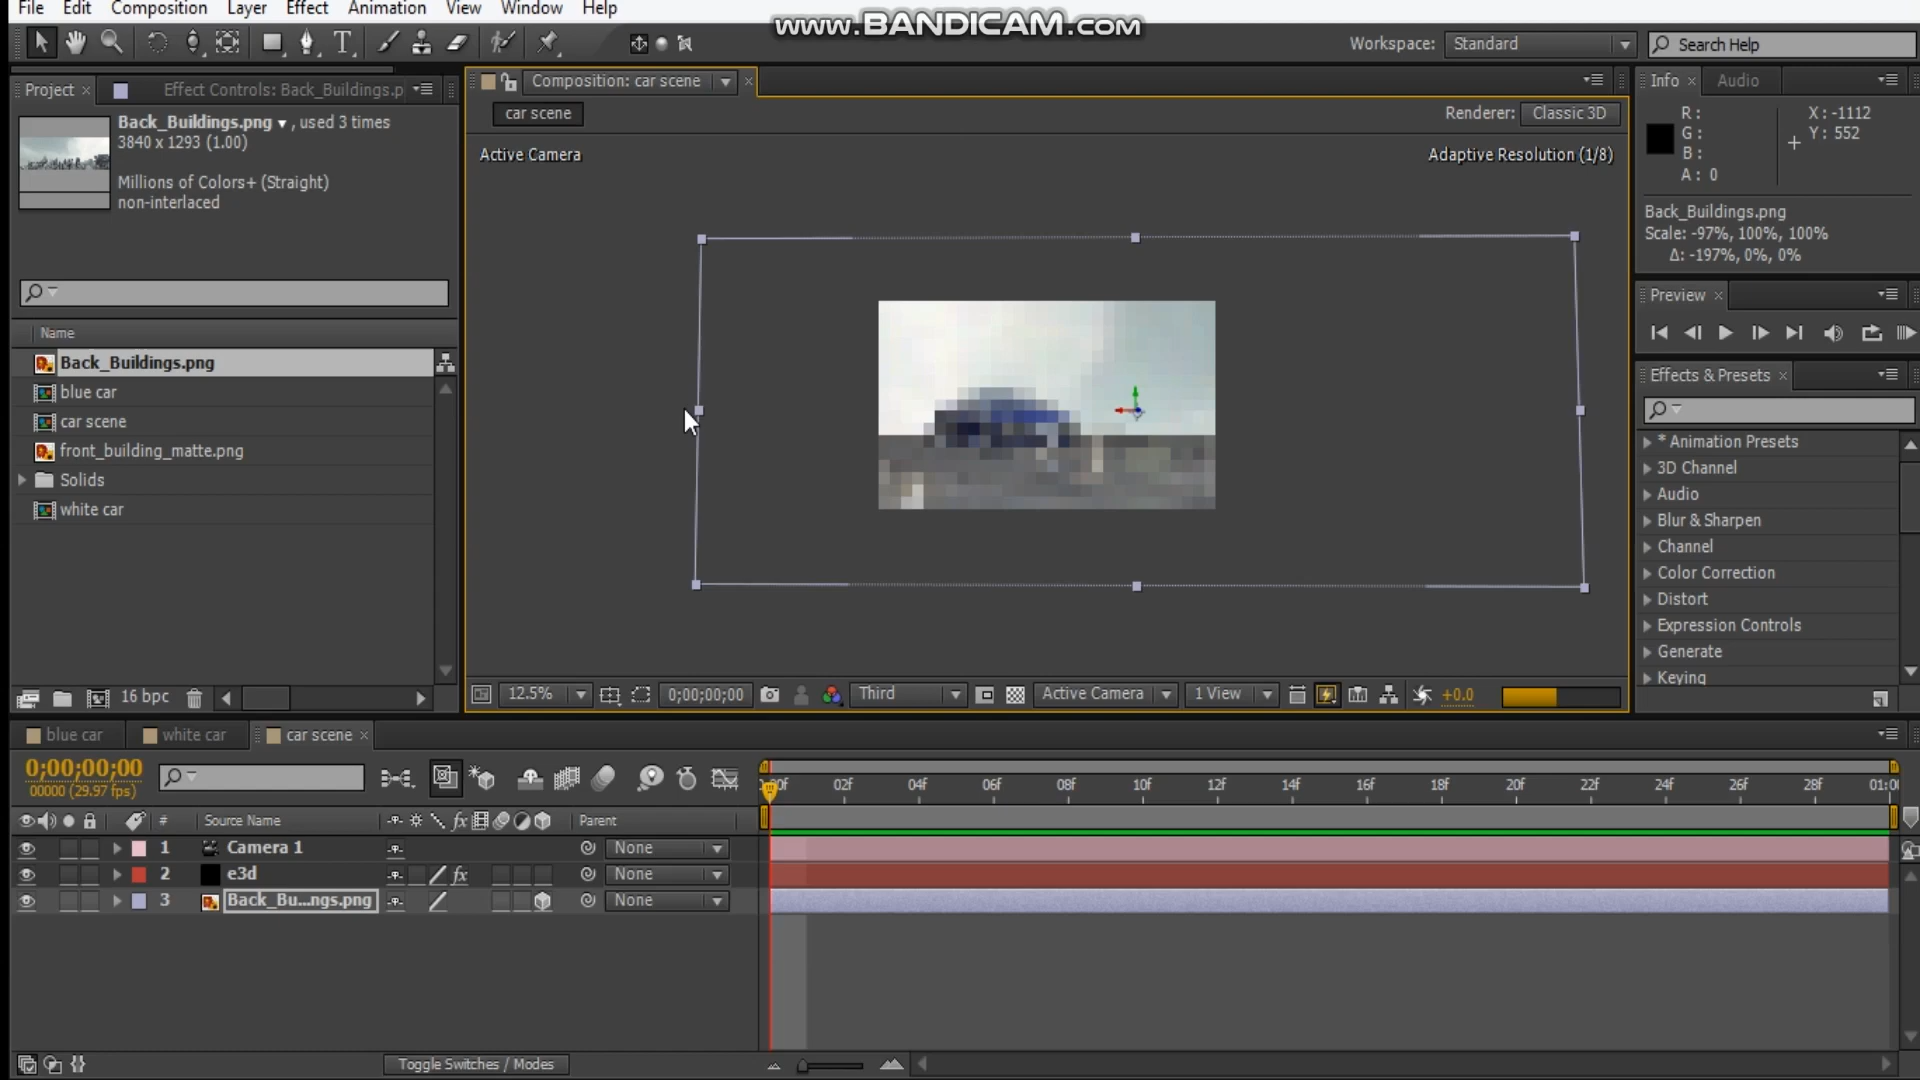 File Edit Composition Layer Effect Animation View Window Help
www.BANDICAM.com
Workspace: Standard
Search Help
Project
Effect Controls: Back_Buildings.p
Back_Buildings.png , used 3 times
3840 x 1293 (1.00)
Millions of Colors+ (Straight)
non-interlaced
Name
Back_Buildings.png
blue car
car scene
front_building_matte.png
Solids
white car
16 bpc
Composition: car scene
car scene
Renderer: Classic 3D
Active Camera
Adaptive Resolution (1/8)
12.5%
0;00;00;00
Third
Active Camera
1 View
+0.0
Info
Audio
R :
G :
B :
A : 0
X : -1112
Y : 552
Back_Buildings.png
Scale: -97%, 100%, 100%
Δ: -197%, 0%, 0%
Preview
Effects & Presets
* Animation Presets
3D Channel
Audio
Blur & Sharpen
Channel
Color Correction
Distort
Expression Controls
Generate
Keying
blue car
white car
car scene
0;00;00;00
00000 (29.97 fps)
# Source Name
fx
Parent
1 Camera 1 None
2 e3d fx None
3 Back_Bu...ngs.png None
02f 04f 06f 08f 10f 12f 14f 16f 18f 20f 22f 24f 26f 28f
Toggle Switches / Modes